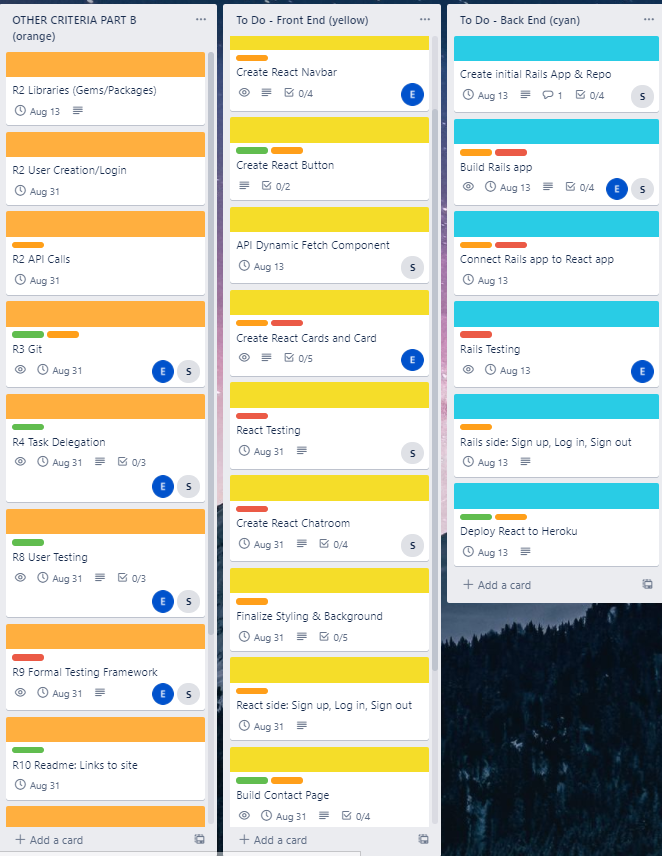 OTHER CRITERIA PART B
(orange)
R2 Libraries (Gems/Packages)
Aug 13
R2 User Creation/Login
Aug 31
R2 API Calls
Aug 31
R3 Git
Aug 31
E S
R4 Task Delegation
Aug 31 0/3
E S
R8 User Testing
Aug 31 0/3
E S
R9 Formal Testing Framework
Aug 31
E S
R10 Readme: Links to site
Aug 31
+ Add a card
To Do - Front End (yellow)
Create React Navbar
0/4
E
Create React Button
0/2
API Dynamic Fetch Component
Aug 13
S
Create React Cards and Card
0/5
E
React Testing
Aug 31
S
Create React Chatroom
Aug 31 0/4
S
Finalize Styling & Background
Aug 31 0/5
React side: Sign up, Log in, Sign out
Aug 31
Build Contact Page
Aug 31 0/4
+ Add a card
To Do - Back End (cyan)
Create initial Rails App & Repo
Aug 13 1 0/4
S
Build Rails app
Aug 13 0/4
E S
Connect Rails app to React app
Aug 13
Rails Testing
Aug 13
E
Rails side: Sign up, Log in, Sign out
Aug 13
Deploy React to Heroku
Aug 13
+ Add a card